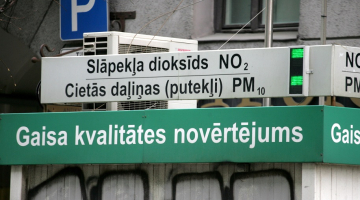 P
Slāpekļa dioksīds NO₂
Cietās daļiņas (putekļi) PM₁₀
NO
PM
Gaisa kvalitātes novērtējums
Gais